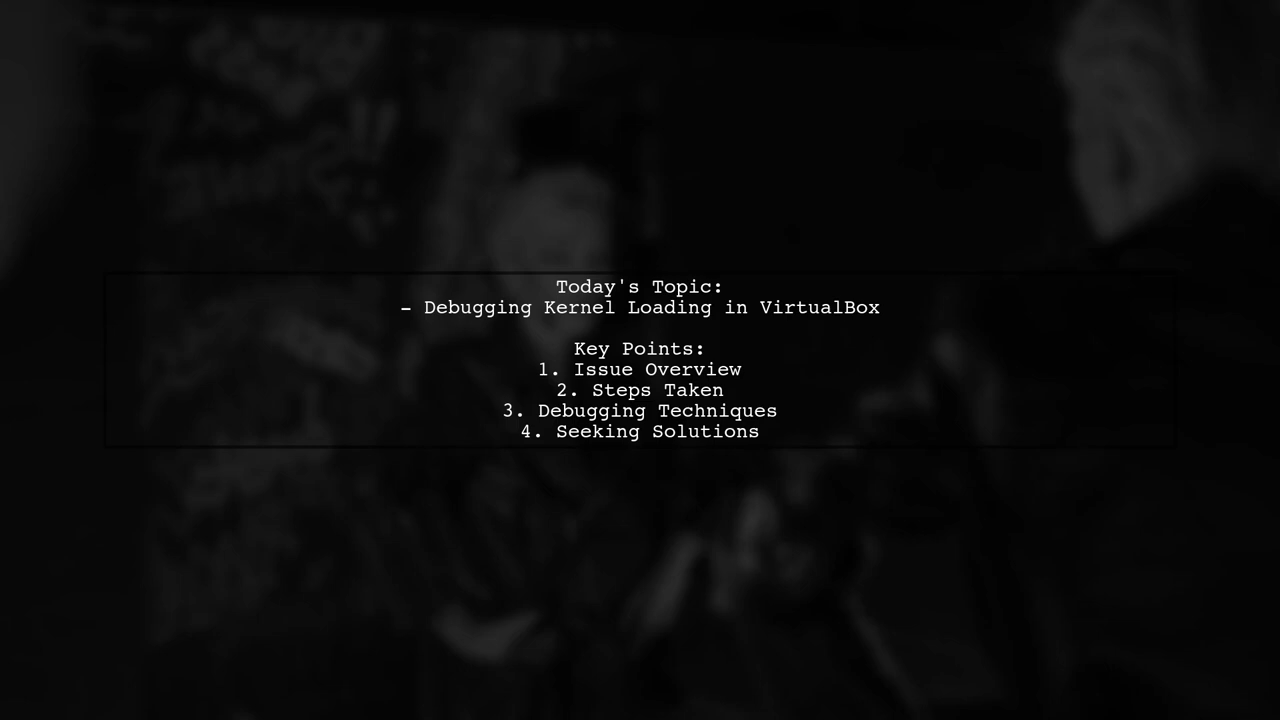 Today's Topic:
– Debugging Kernel Loading in VirtualBox
Key Points:
1. Issue Overview
2. Steps Taken
3. Debugging Techniques
4. Seeking Solutions